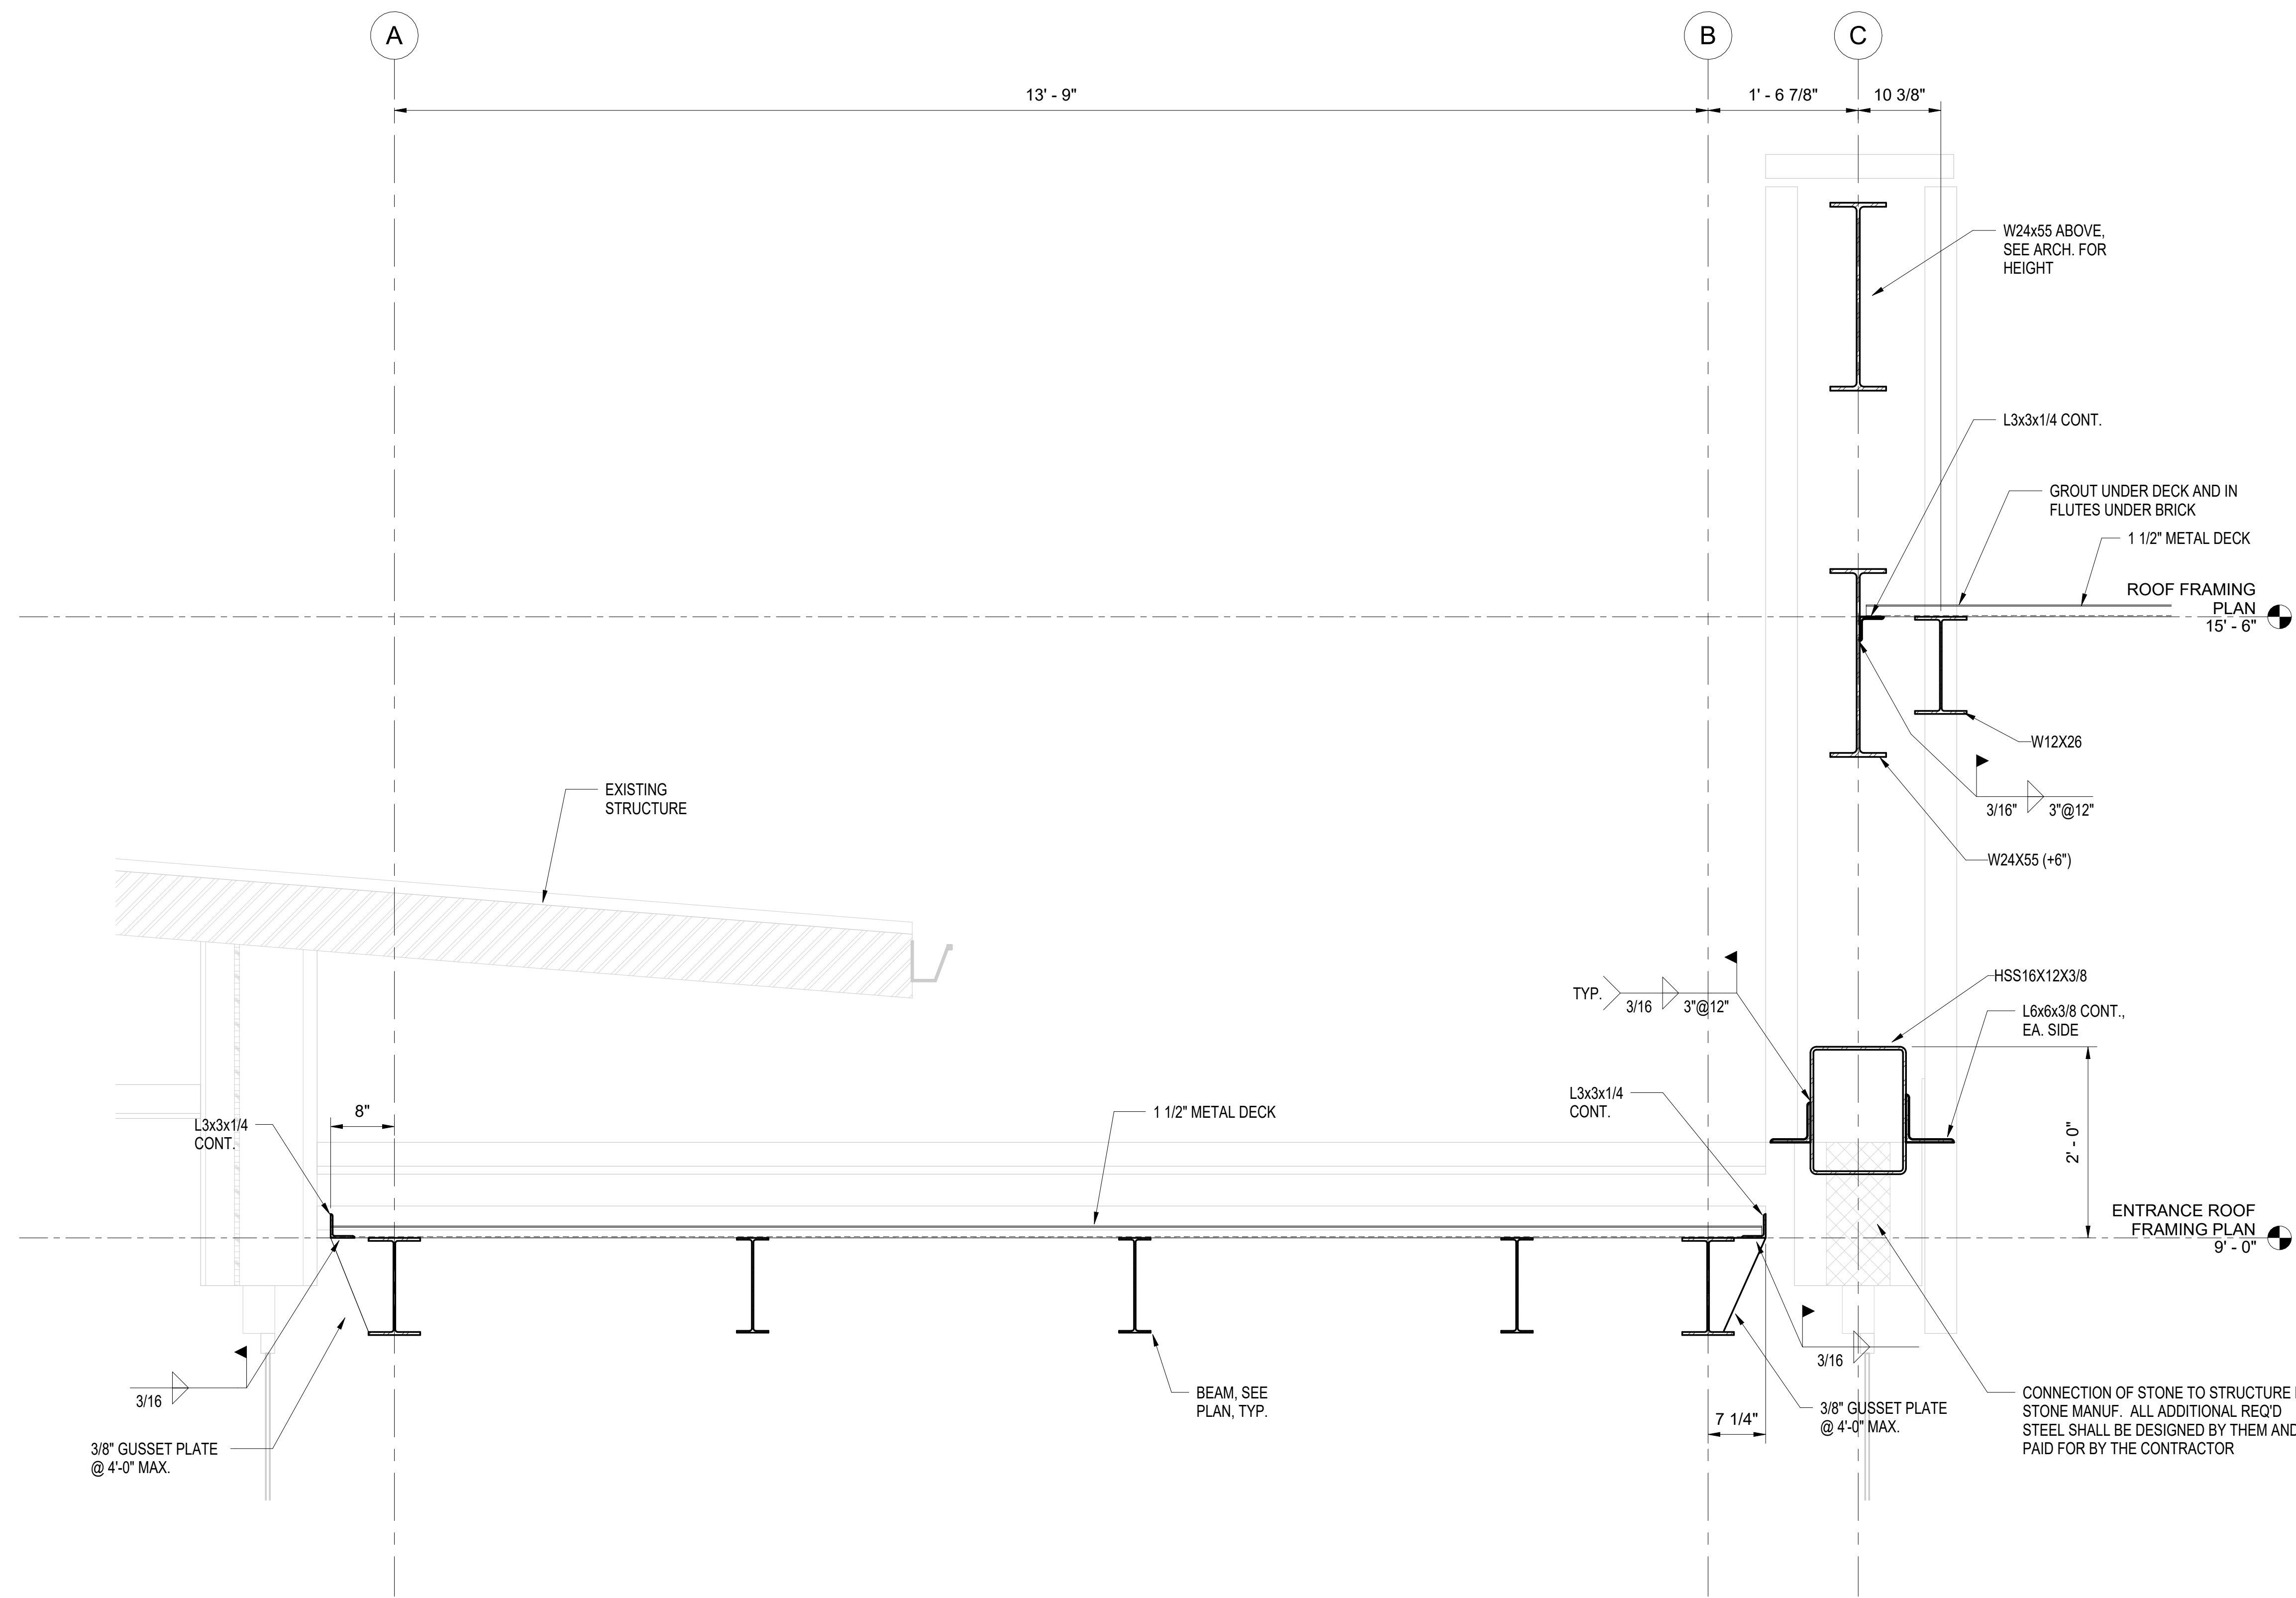 A
B
C
13' - 9"
1' - 6 7/8"
10 3/8"
W24x55 ABOVE,
SEE ARCH. FOR
HEIGHT
L3x3x1/4 CONT.
GROUT UNDER DECK AND IN
FLUTES UNDER BRICK
1 1/2" METAL DECK
ROOF FRAMING
PLAN
15' - 6"
W12X26
3/16"
3"@12"
W24X55 (+6")
EXISTING
STRUCTURE
TYP.
3/16
3"@12"
HSS16X12X3/8
L6x6x3/8 CONT.,
EA. SIDE
2' - 0"
L3x3x1/4
CONT.
8"
1 1/2" METAL DECK
L3x3x1/4
CONT.
ENTRANCE ROOF
FRAMING PLAN
9' - 0"
3/16
3/16
3/8" GUSSET PLATE
@ 4'-0" MAX.
BEAM, SEE
PLAN, TYP.
7 1/4"
3/8" GUSSET PLATE
@ 4'-0" MAX.
CONNECTION OF STONE TO STRUCTURE
STONE MANUF. ALL ADDITIONAL REQ'D
STEEL SHALL BE DESIGNED BY THEM AND
PAID FOR BY THE CONTRACTOR